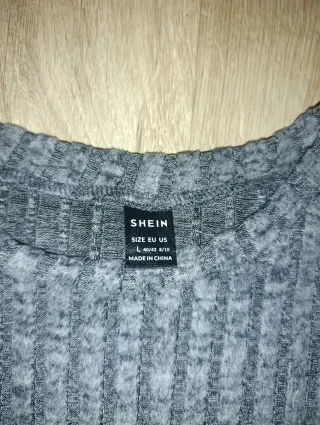 SHEIN
SIZE EU US
L 40/42 8/10
MADE IN CHINA